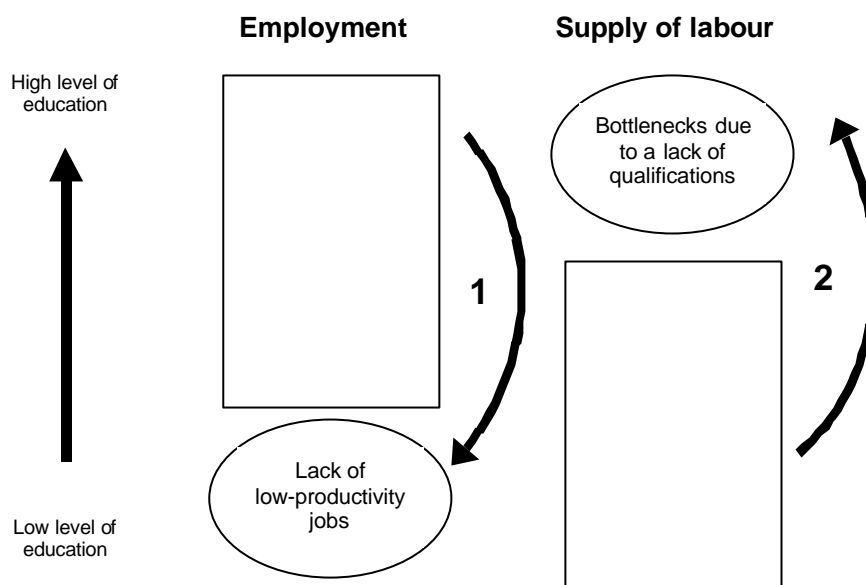 Employment
Supply of labour
High level of
education
Bottlenecks due
to a lack of
qualifications
1
2
Lack of
low-productivity
jobs
Low level of
education